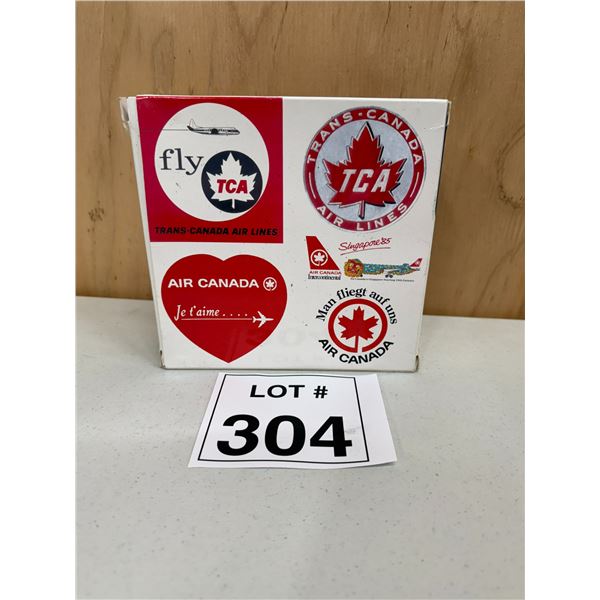 fly
TCA
TRANS-CANADA AIR LINES
TRANS-CANADA
TCA
AIR LINES
Singapore '85
AIR CANADA
Intercontinental
AIR CANADA
Je t'aime . . . .
Man fliegt auf uns
AIR CANADA
LOT #
304